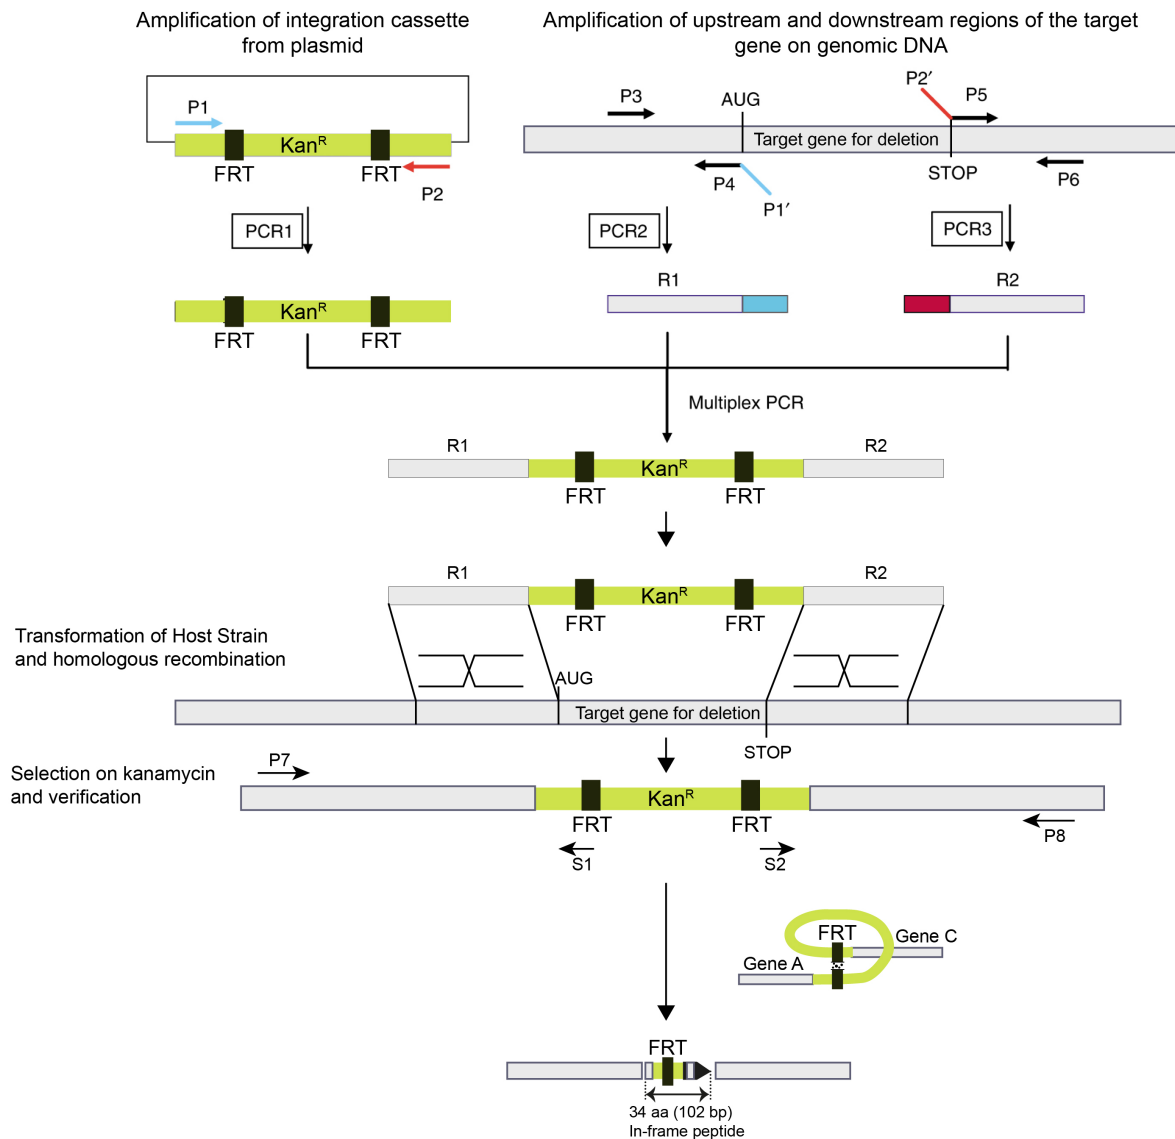 Amplification of integration cassette
from plasmid
Amplification of upstream and downstream regions of the target
gene on genomic DNA
P1
Kanᴿ
FRT
FRT
P2
P3
AUG
P2′
P5
Target gene for deletion
P4
P1′
STOP
P6
PCR1
PCR2
PCR3
Kanᴿ
FRT
FRT
R1
R2
Multiplex PCR
R1
R2
Kanᴿ
FRT
FRT
R1
R2
Kanᴿ
FRT
FRT
Transformation of Host Strain
and homologous recombination
AUG
Target gene for deletion
STOP
Selection on kanamycin
and verification
P7
Kanᴿ
FRT
FRT
P8
S1
S2
FRT
Gene C
Gene A
FRT
34 aa (102 bp)
In-frame peptide